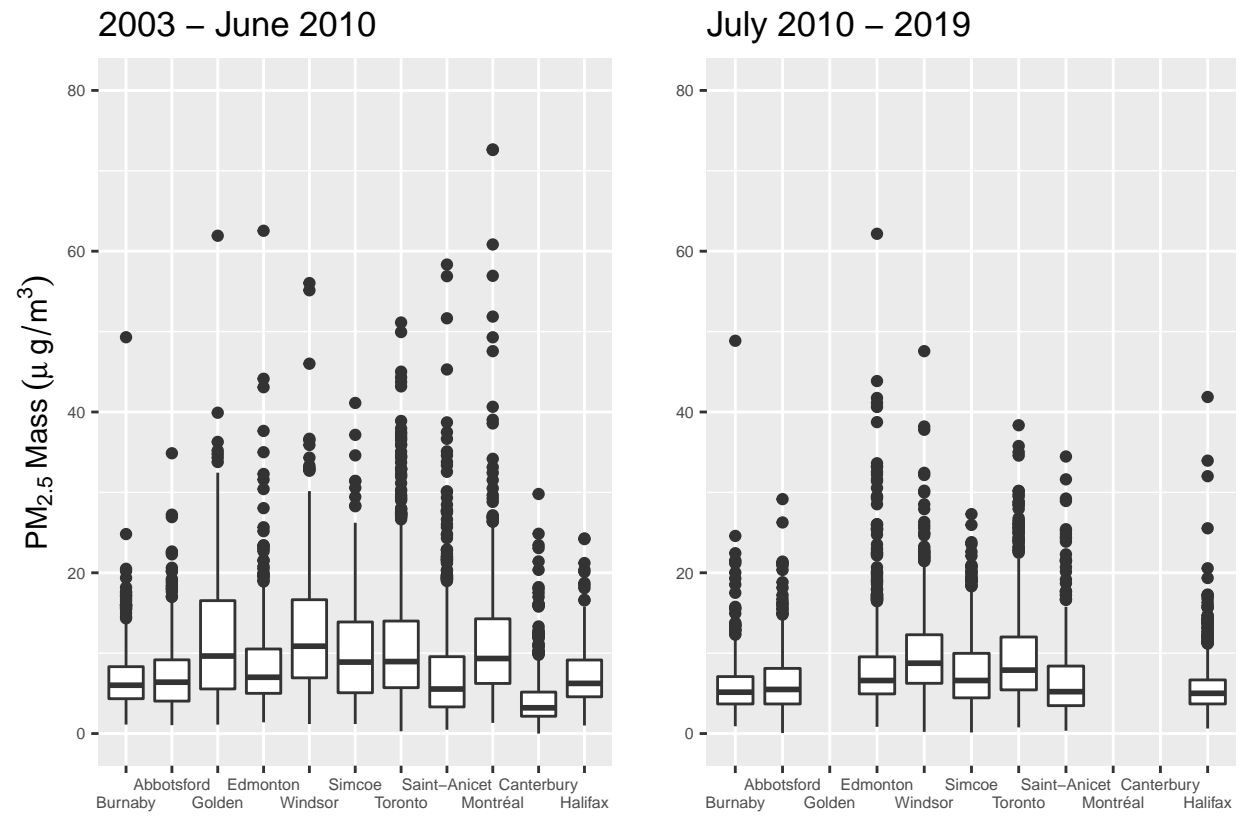 2003 – June 2010
July 2010 – 2019
PM2.5 Mass (μ g/m3)
80
60
40
20
0
Abbotsford Edmonton Simcoe Saint−Anicet Canterbury
Burnaby Golden Windsor Toronto Montréal Halifax
80
60
40
20
0
Abbotsford Edmonton Simcoe Saint−Anicet Canterbury
Burnaby Golden Windsor Toronto Montréal Halifax